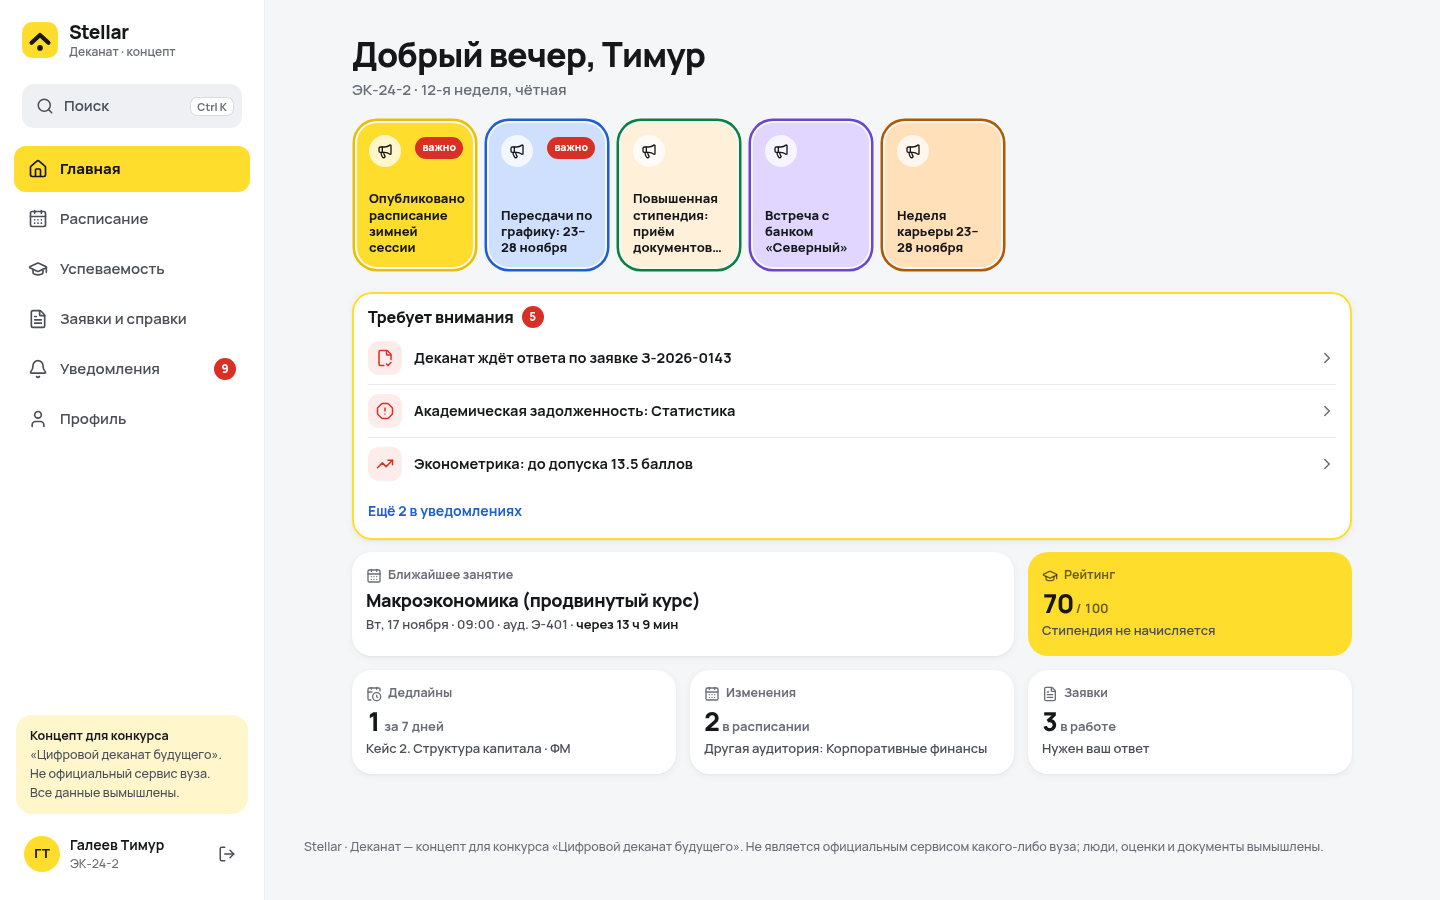 Stellar
Деканат · концепт
Поиск
Ctrl K
Главная
Расписание
Успеваемость
Заявки и справки
Уведомления
9
Профиль
Концепт для конкурса
«Цифровой деканат будущего».
Не официальный сервис вуза.
Все данные вымышлены.
ГТ
Галеев Тимур
ЭК-24-2
Добрый вечер, Тимур
ЭК-24-2 · 12-я неделя, чётная
важно
Опубликовано
расписание
зимней
сессии
важно
Пересдачи по
графику: 23–
28 ноября
Повышенная
стипендия:
приём
документов…
Встреча с
банком
«Северный»
Неделя
карьеры 23–
28 ноября
Требует внимания 5
Деканат ждёт ответа по заявке З-2026-0143
Академическая задолженность: Статистика
Эконометрика: до допуска 13.5 баллов
Ещё 2 в уведомлениях
Ближайшее занятие
Макроэкономика (продвинутый курс)
Вт, 17 ноября · 09:00 · ауд. Э-401 · через 13 ч 9 мин
Рейтинг
70 / 100
Стипендия не начисляется
Дедлайны
1 за 7 дней
Кейс 2. Структура капитала · ФМ
Изменения
2 в расписании
Другая аудитория: Корпоративные финансы
Заявки
3 в работе
Нужен ваш ответ
Stellar · Деканат — концепт для конкурса «Цифровой деканат будущего». Не является официальным сервисом какого-либо вуза; люди, оценки и документы вымышлены.